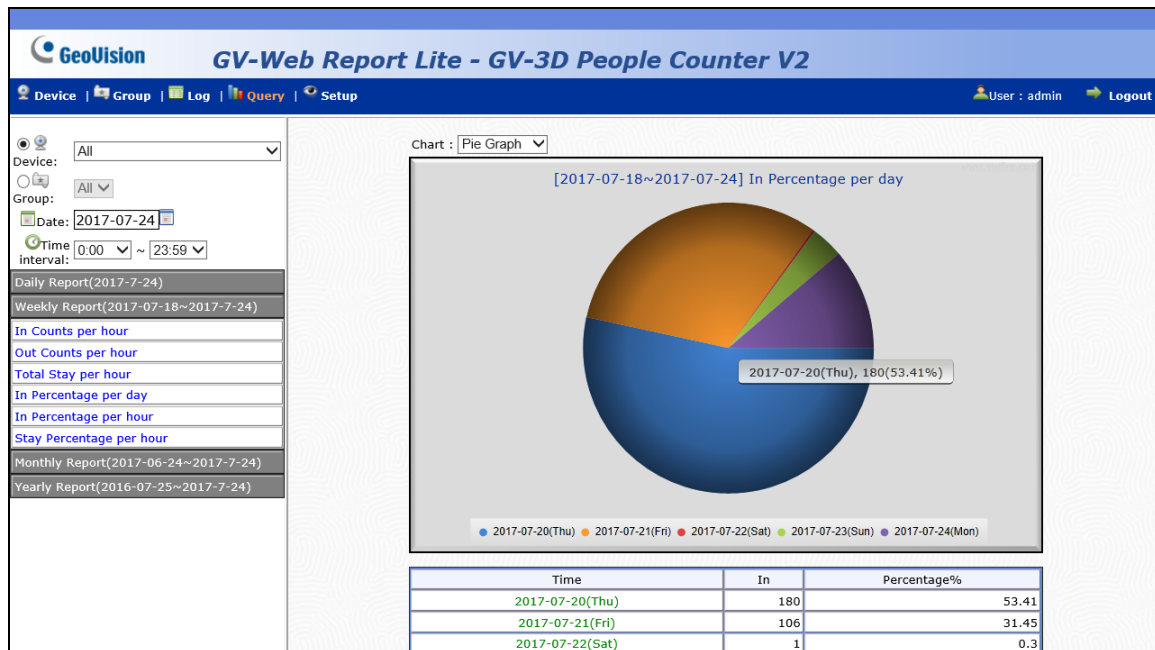 GeoVision
GV-Web Report Lite - GV-3D People Counter V2
Device | Group | Log | Query | Setup
User : admin
Logout
Device:
All
Group:
All
Date: 2017-07-24
Time interval: 0:00 ~ 23:59
Daily Report(2017-7-24)
Weekly Report(2017-07-18~2017-7-24)
In Counts per hour
Out Counts per hour
Total Stay per hour
In Percentage per day
In Percentage per hour
Stay Percentage per hour
Monthly Report(2017-06-24~2017-7-24)
Yearly Report(2016-07-25~2017-7-24)
Chart : Pie Graph
[2017-07-18~2017-07-24] In Percentage per day
2017-07-20(Thu), 180(53.41%)
2017-07-20(Thu) 2017-07-21(Fri) 2017-07-22(Sat) 2017-07-23(Sun) 2017-07-24(Mon)
Time In Percentage%
2017-07-20(Thu) 180 53.41
2017-07-21(Fri) 106 31.45
2017-07-22(Sat) 1 0.3